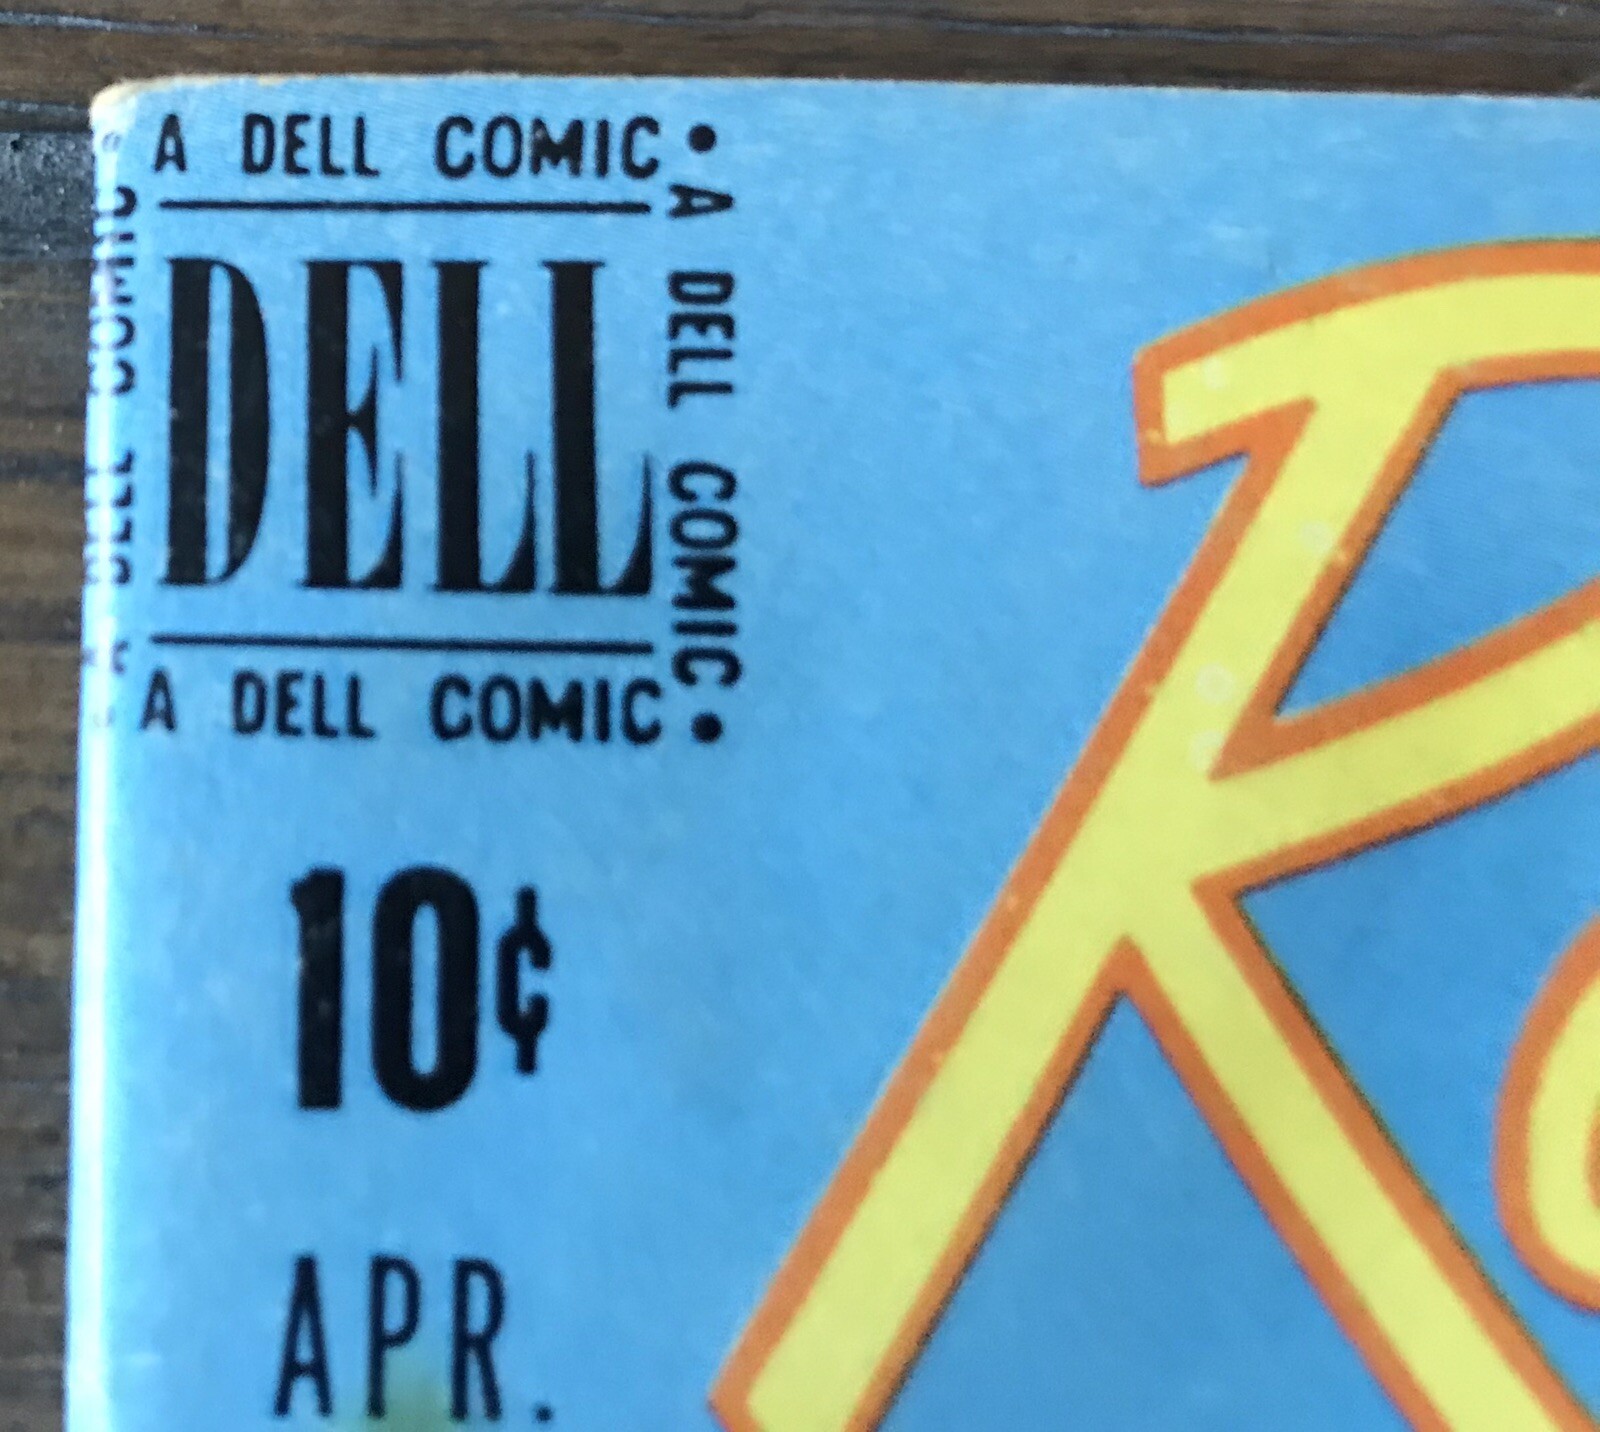 A DELL COMIC •
A DELL COMIC
DELL
A DELL COMIC
A DELL COMIC •
10¢
APR.
R